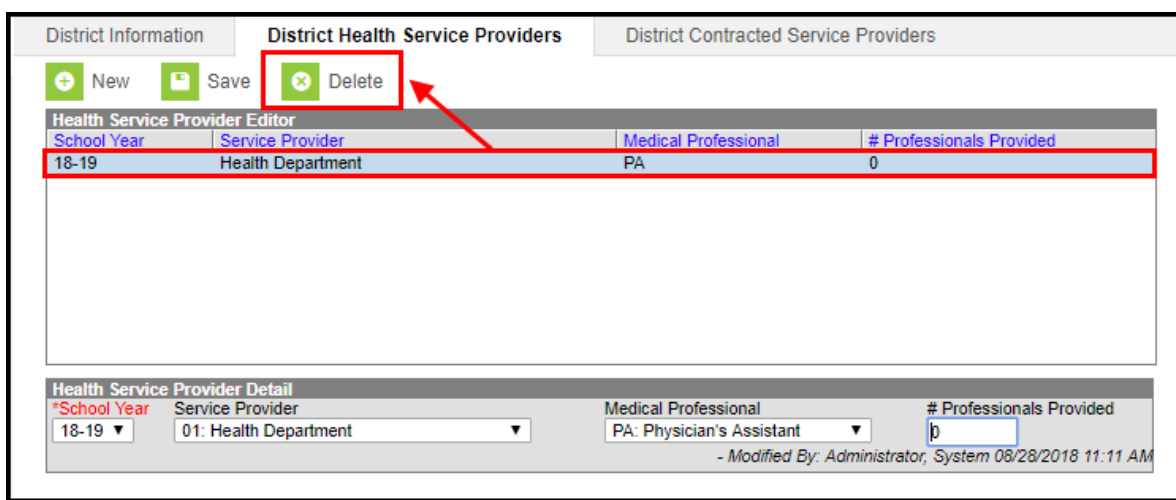 District Information District Health Service Providers District Contracted Service Providers
New Save Delete
Health Service Provider Editor
School Year Service Provider Medical Professional # Professionals Provided
18-19 Health Department PA 0
Health Service Provider Detail
*School Year Service Provider Medical Professional # Professionals Provided
18-19 01: Health Department PA: Physician's Assistant 0
- Modified By: Administrator, System 08/28/2018 11:11 AM